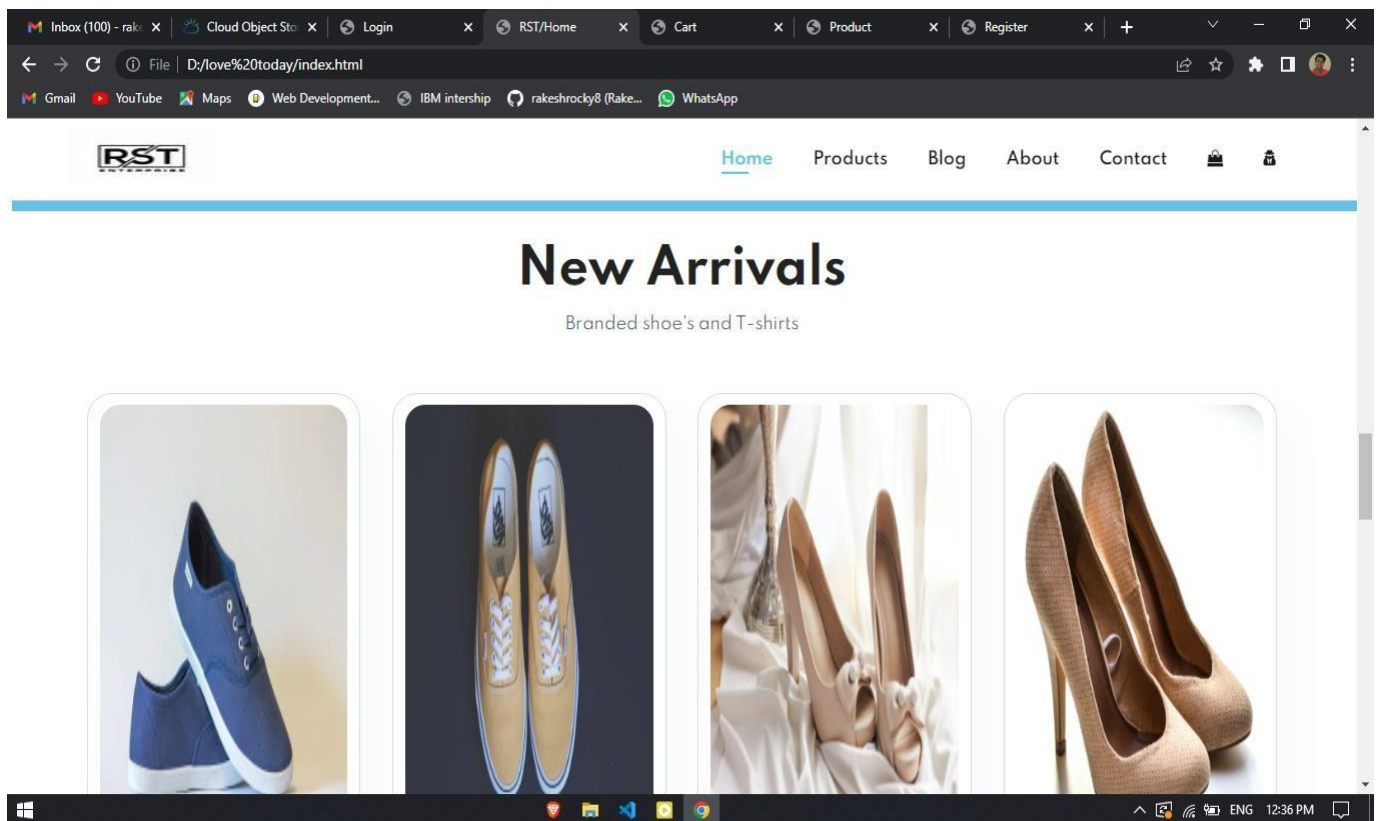 Inbox (100) - rake
Cloud Object Sto
Login
RST/Home
Cart
Product
Register
File D:/love%20today/index.html
Gmail YouTube Maps Web Development... IBM intership rakeshrocky8 (Rake... WhatsApp
RST
ENTERPRISE
Home Products Blog About Contact
New Arrivals
Branded shoe's and T-shirts
ENG 12:36 PM